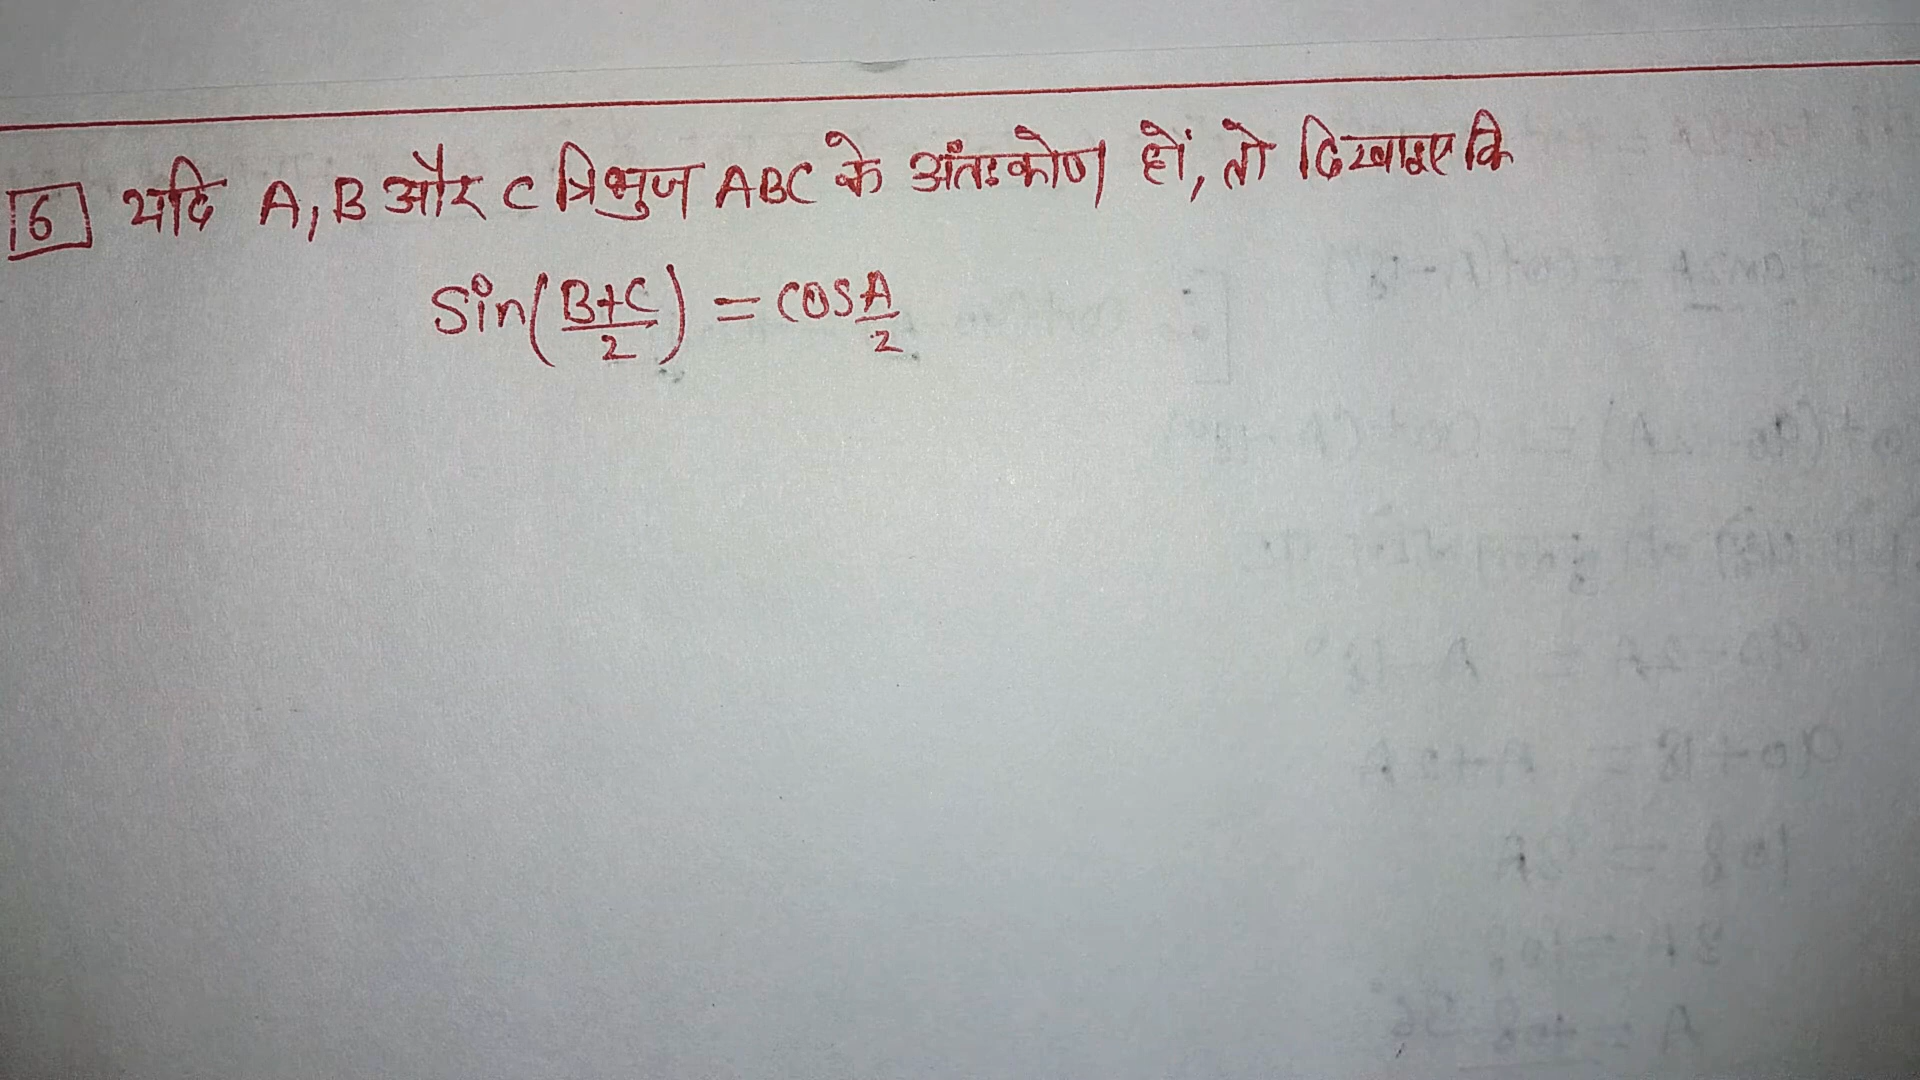 6 यदि A, B और C त्रिभुज ABC के अंतःकोण हों, तो दिखाइए कि
Sin(B+C/2) = cos A/2